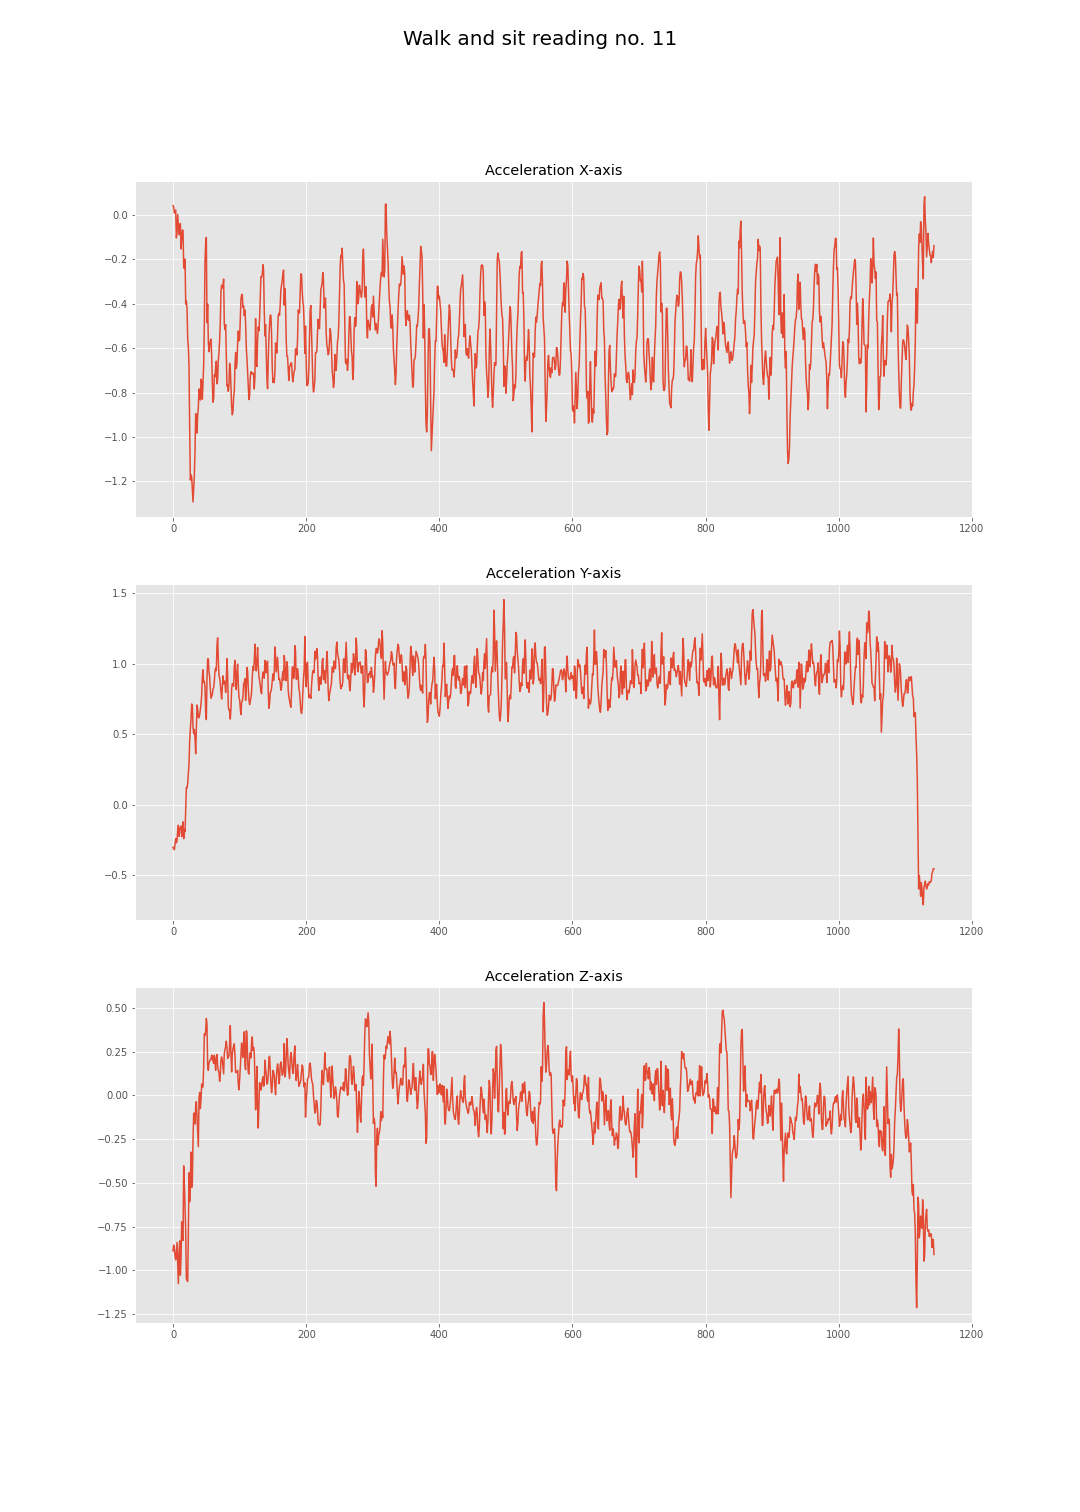 Walk and sit reading no. 11
Acceleration X-axis
0.0
−0.2
−0.4
−0.6
−0.8
−1.0
−1.2
0 200 400 600 800 1000 1200
Acceleration Y-axis
1.5
1.0
0.5
0.0
−0.5
0 200 400 600 800 1000 1200
Acceleration Z-axis
0.50
0.25
0.00
−0.25
−0.50
−0.75
−1.00
−1.25
0 200 400 600 800 1000 1200